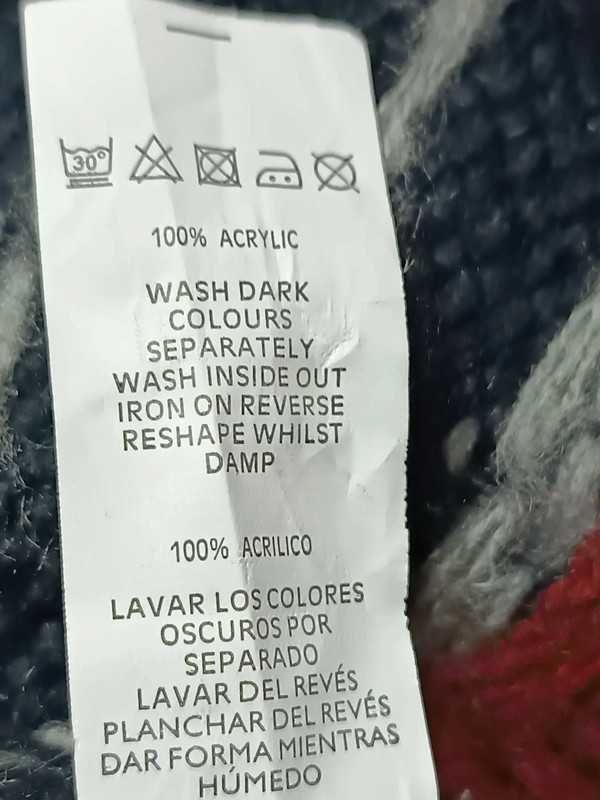 30°
100% ACRYLIC
WASH DARK
COLOURS
SEPARATELY
WASH INSIDE OUT
IRON ON REVERSE
RESHAPE WHILST
DAMP
100% ACRILICO
LAVAR LOS COLORES
OSCUROS POR
SEPARADO
LAVAR DEL REVÉS
PLANCHAR DEL REVÉS
DAR FORMA MIENTRAS
HÚMEDO